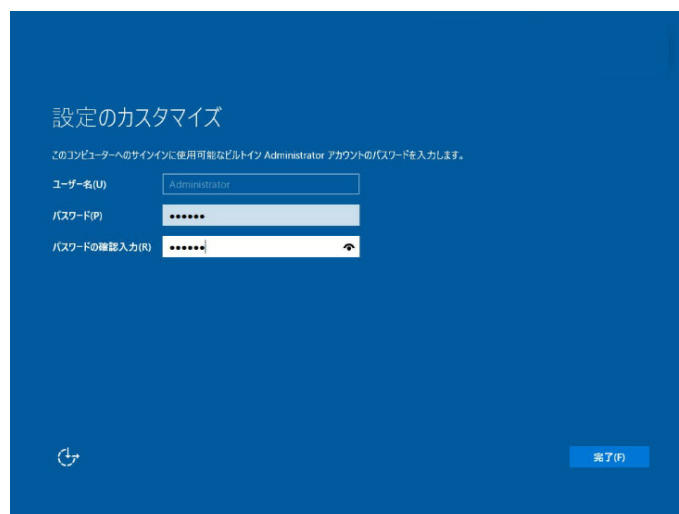 設定のカスタマイズ
このコンピューターへのサインインに使用可能なビルトイン Administrator アカウントのパスワードを入力します。
ユーザー名(U) Administrator
パスワード(P) ••••••
パスワードの確認入力(R) ••••••
完了(F)